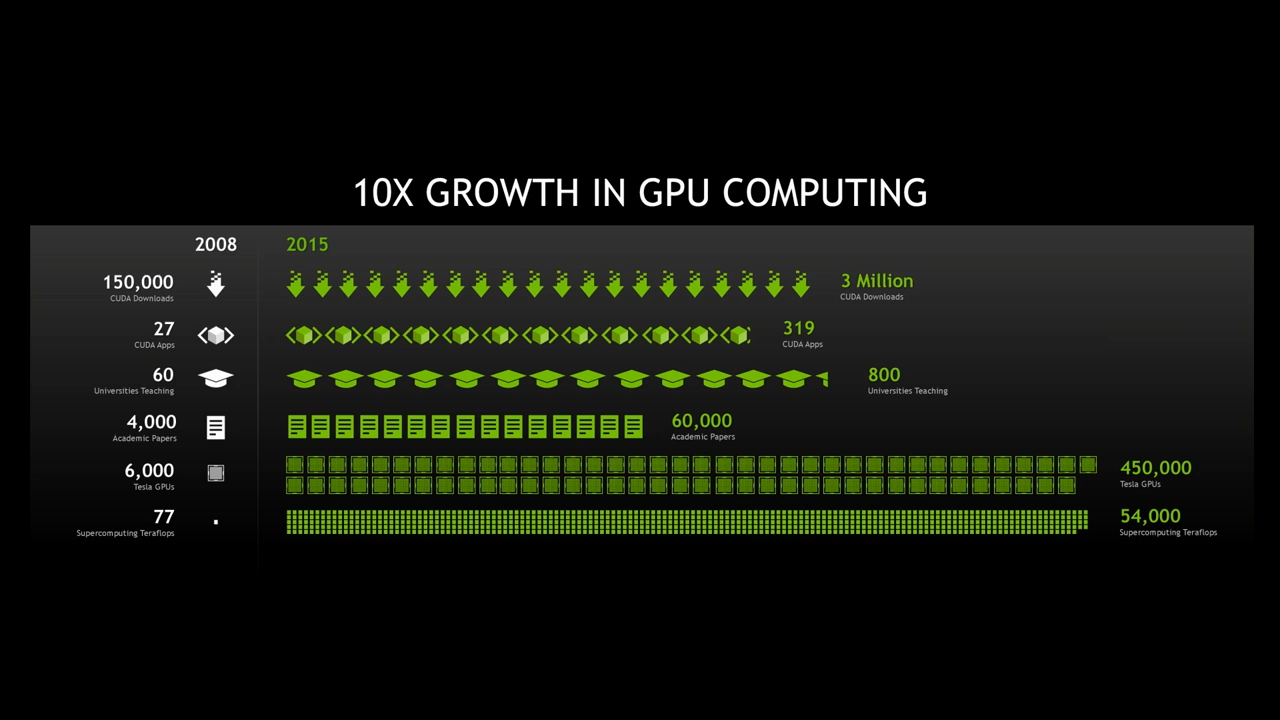 10X GROWTH IN GPU COMPUTING
2008
2015
150,000
CUDA Downloads
3 Million
CUDA Downloads
27
CUDA Apps
319
CUDA Apps
60
Universities Teaching
800
Universities Teaching
4,000
Academic Papers
60,000
Academic Papers
6,000
Tesla GPUs
450,000
Tesla GPUs
77
Supercomputing Teraflops
54,000
Supercomputing Teraflops